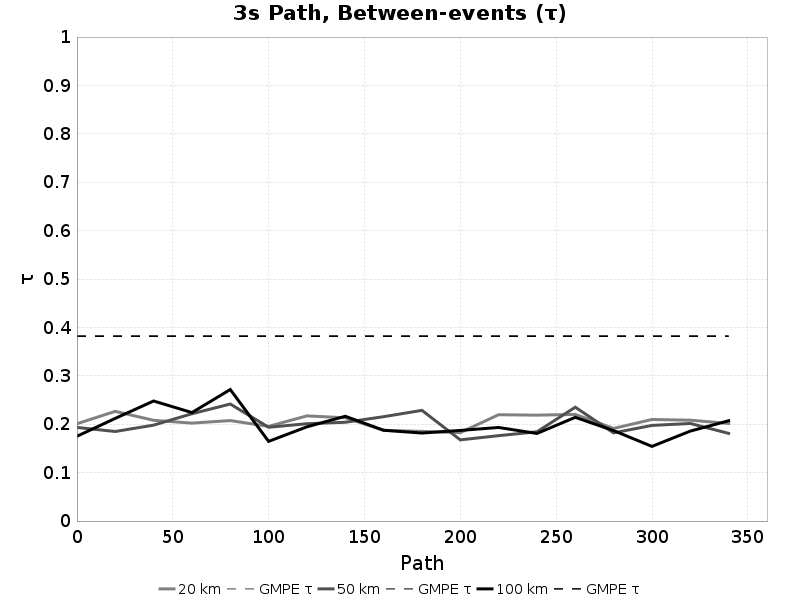 3s Path, Between-events (τ)
1
0.9
0.8
0.7
0.6
0.5
0.4
0.3
0.2
0.1
0
τ
0 50 100 150 200 250 300 350
Path
20 km GMPE τ 50 km GMPE τ 100 km GMPE τ